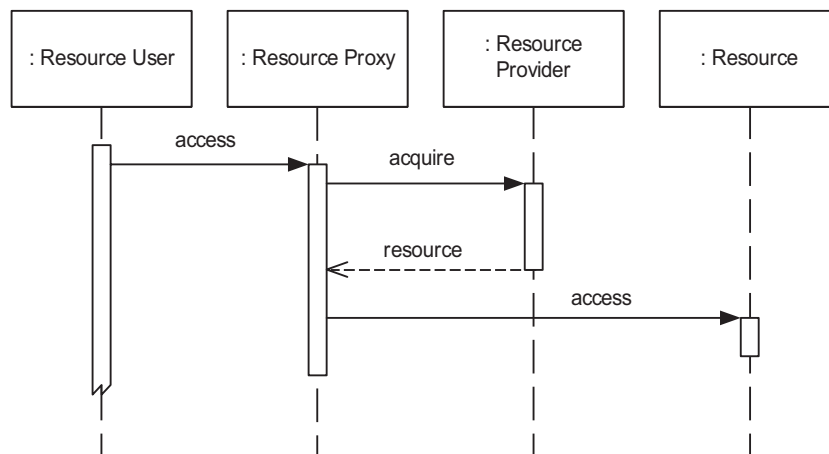 : Resource User
: Resource Proxy
: Resource
Provider
: Resource
access
acquire
resource
access